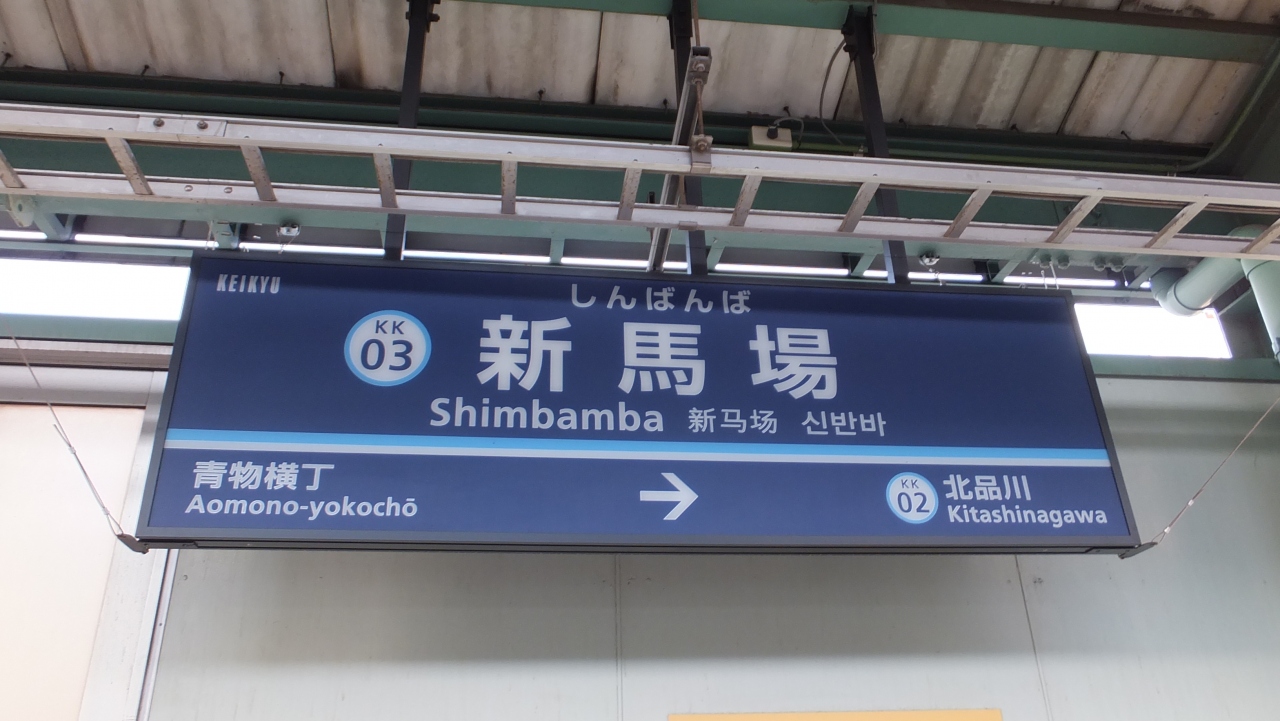 KEIKYU
しんばんば
KK
03
新馬場
Shimbamba 新马场 신반바
青物横丁
Aomono-yokochō
→
KK
02
北品川
Kitashinagawa